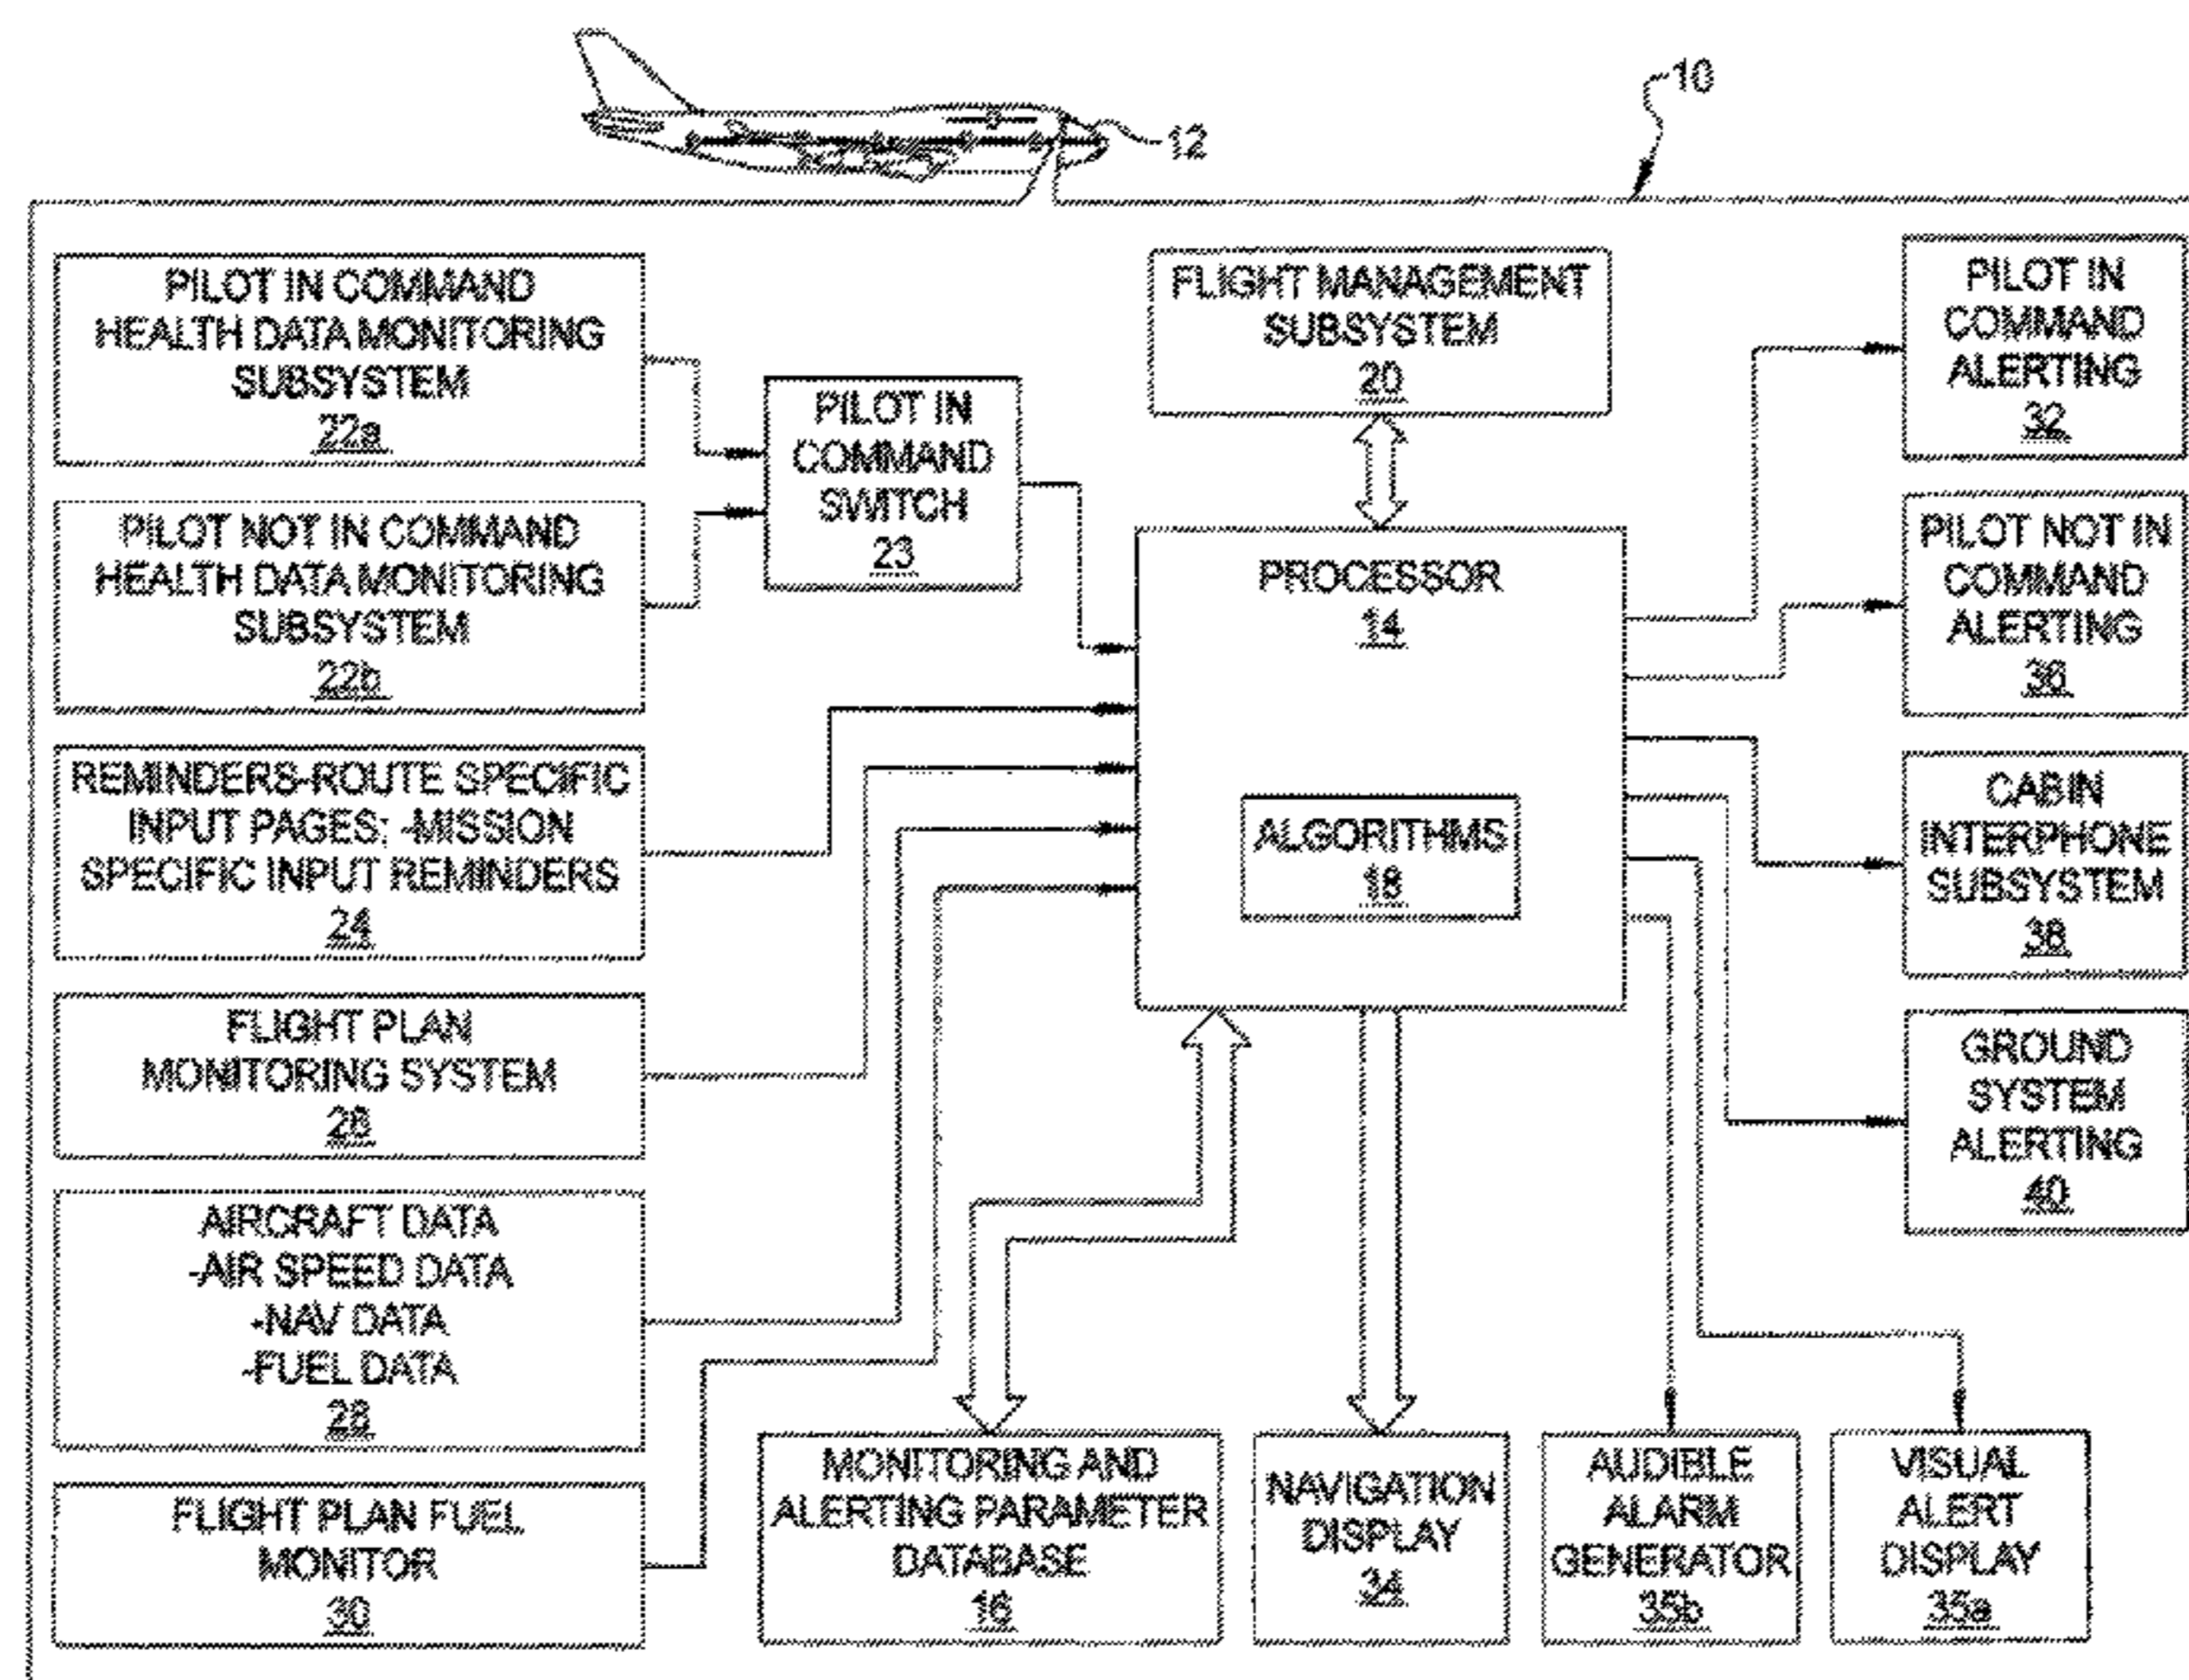 10
12
PILOT IN COMMAND
HEALTH DATA MONITORING
SUBSYSTEM
22a
PILOT NOT IN COMMAND
HEALTH DATA MONITORING
SUBSYSTEM
22b
REMINDERS-ROUTE SPECIFIC
INPUT PAGES; -MISSION
SPECIFIC INPUT REMINDERS
24
FLIGHT PLAN
MONITORING SYSTEM
26
AIRCRAFT DATA
-AIR SPEED DATA
-NAV DATA
-FUEL DATA
28
FLIGHT PLAN FUEL
MONITOR
30
PILOT IN
COMMAND
SWITCH
23
FLIGHT MANAGEMENT
SUBSYSTEM
20
PROCESSOR
14
ALGORITHMS
18
MONITORING AND
ALERTING PARAMETER
DATABASE
16
NAVIGATION
DISPLAY
34
AUDIBLE
ALARM
GENERATOR
35b
VISUAL
ALERT
DISPLAY
35a
PILOT IN
COMMAND
ALERTING
32
PILOT NOT IN
COMMAND
ALERTING
36
CABIN
INTERPHONE
SUBSYSTEM
38
GROUND
SYSTEM
ALERTING
40